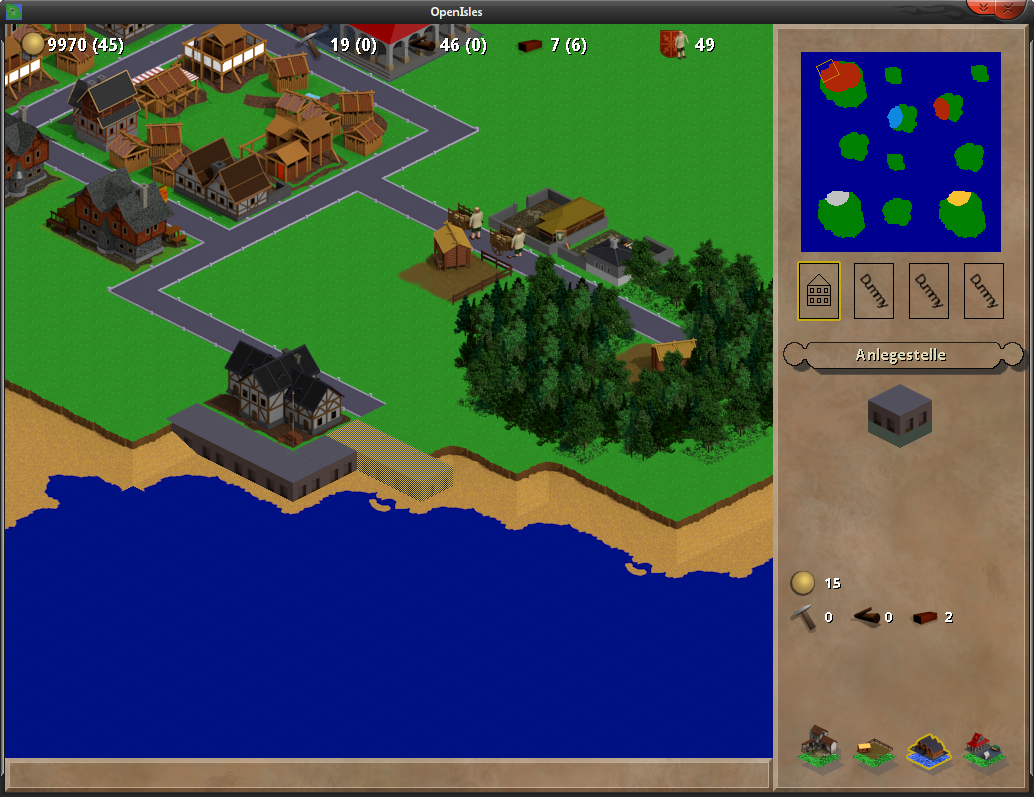 OpenIsles
9970 (45) 19 (0) 46 (0) 7 (6) 49
Dummy Dummy Dummy
Anlegestelle
15
0 0 2